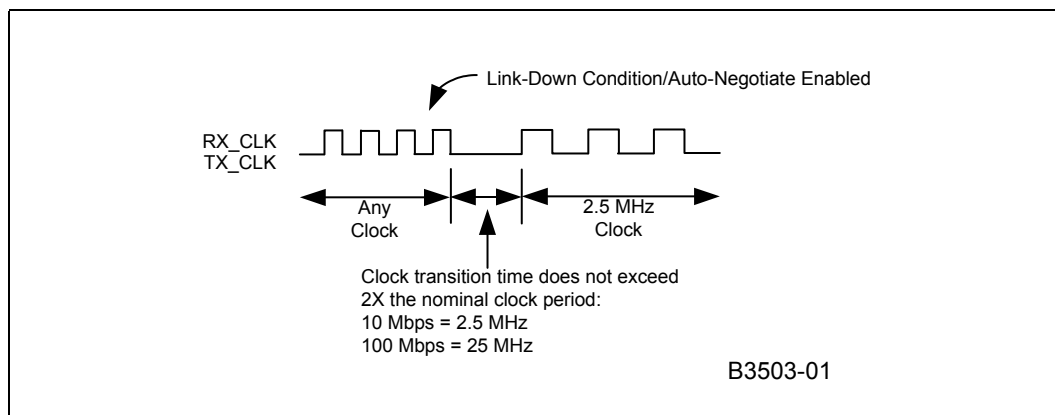 Link-Down Condition/Auto-Negotiate Enabled
RX_CLK
TX_CLK
Any
Clock
2.5 MHz
Clock
Clock transition time does not exceed
2X the nominal clock period:
10 Mbps = 2.5 MHz
100 Mbps = 25 MHz
B3503-01